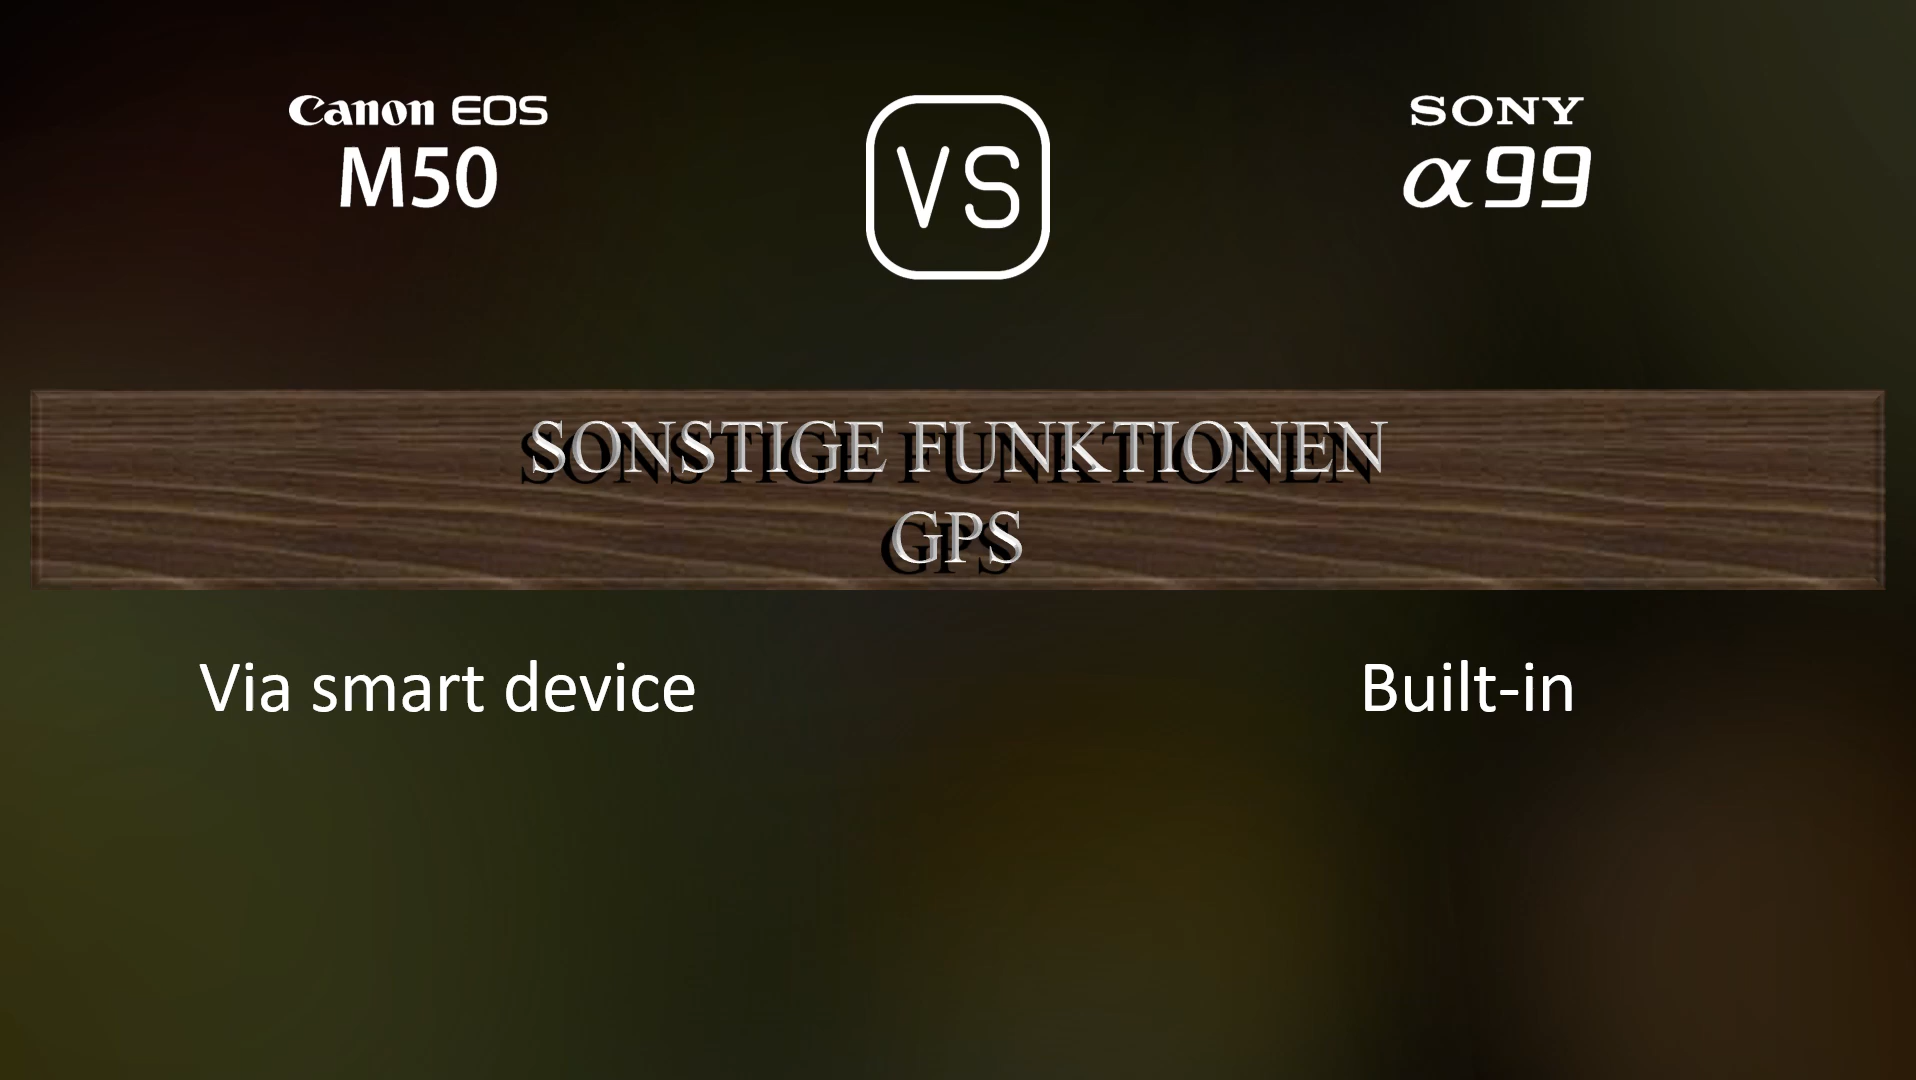 Canon EOS
M50
VS
SONY
α99
SONSTIGE FUNKTIONEN
GPS
Via smart device
Built-in